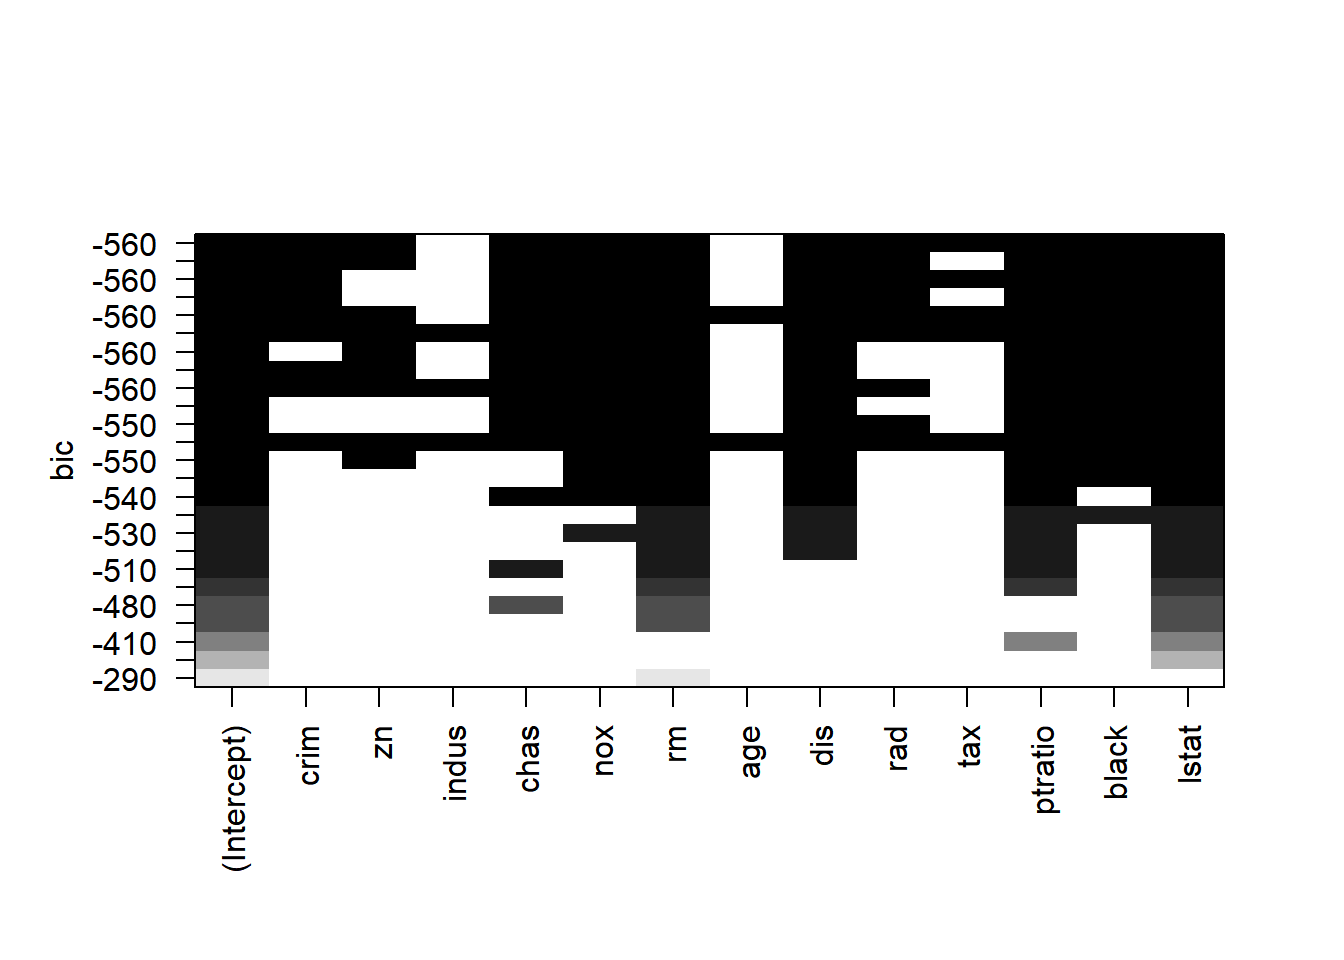 -560
-560
-560
-560
-560
-550
-550
-540
-530
-510
-480
-410
-290
bic
(Intercept)
crim
zn
indus
chas
nox
rm
age
dis
rad
tax
ptratio
black
lstat